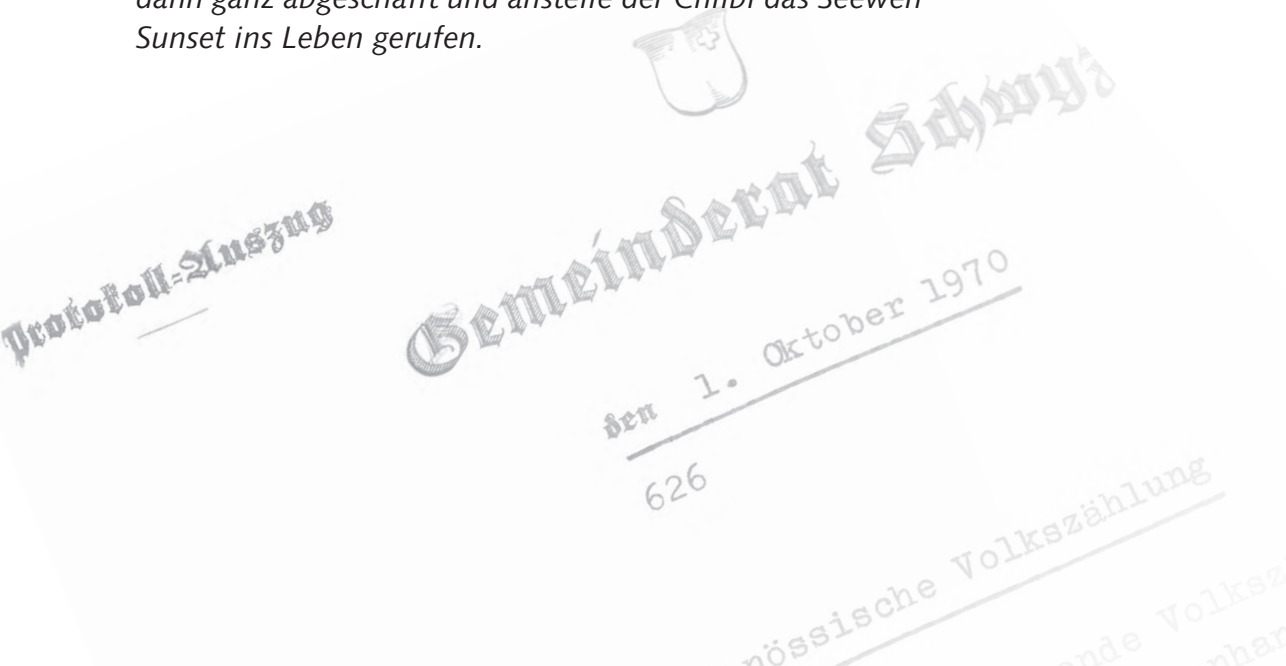 dann ganz abgeschafft und anstelle der Chilbi das Seewen
Sunset ins Leben gerufen.
Protokoll=Auszug
Gemeinderat Schwyz
den 1. Oktober 1970
626
nössische Volkszählung